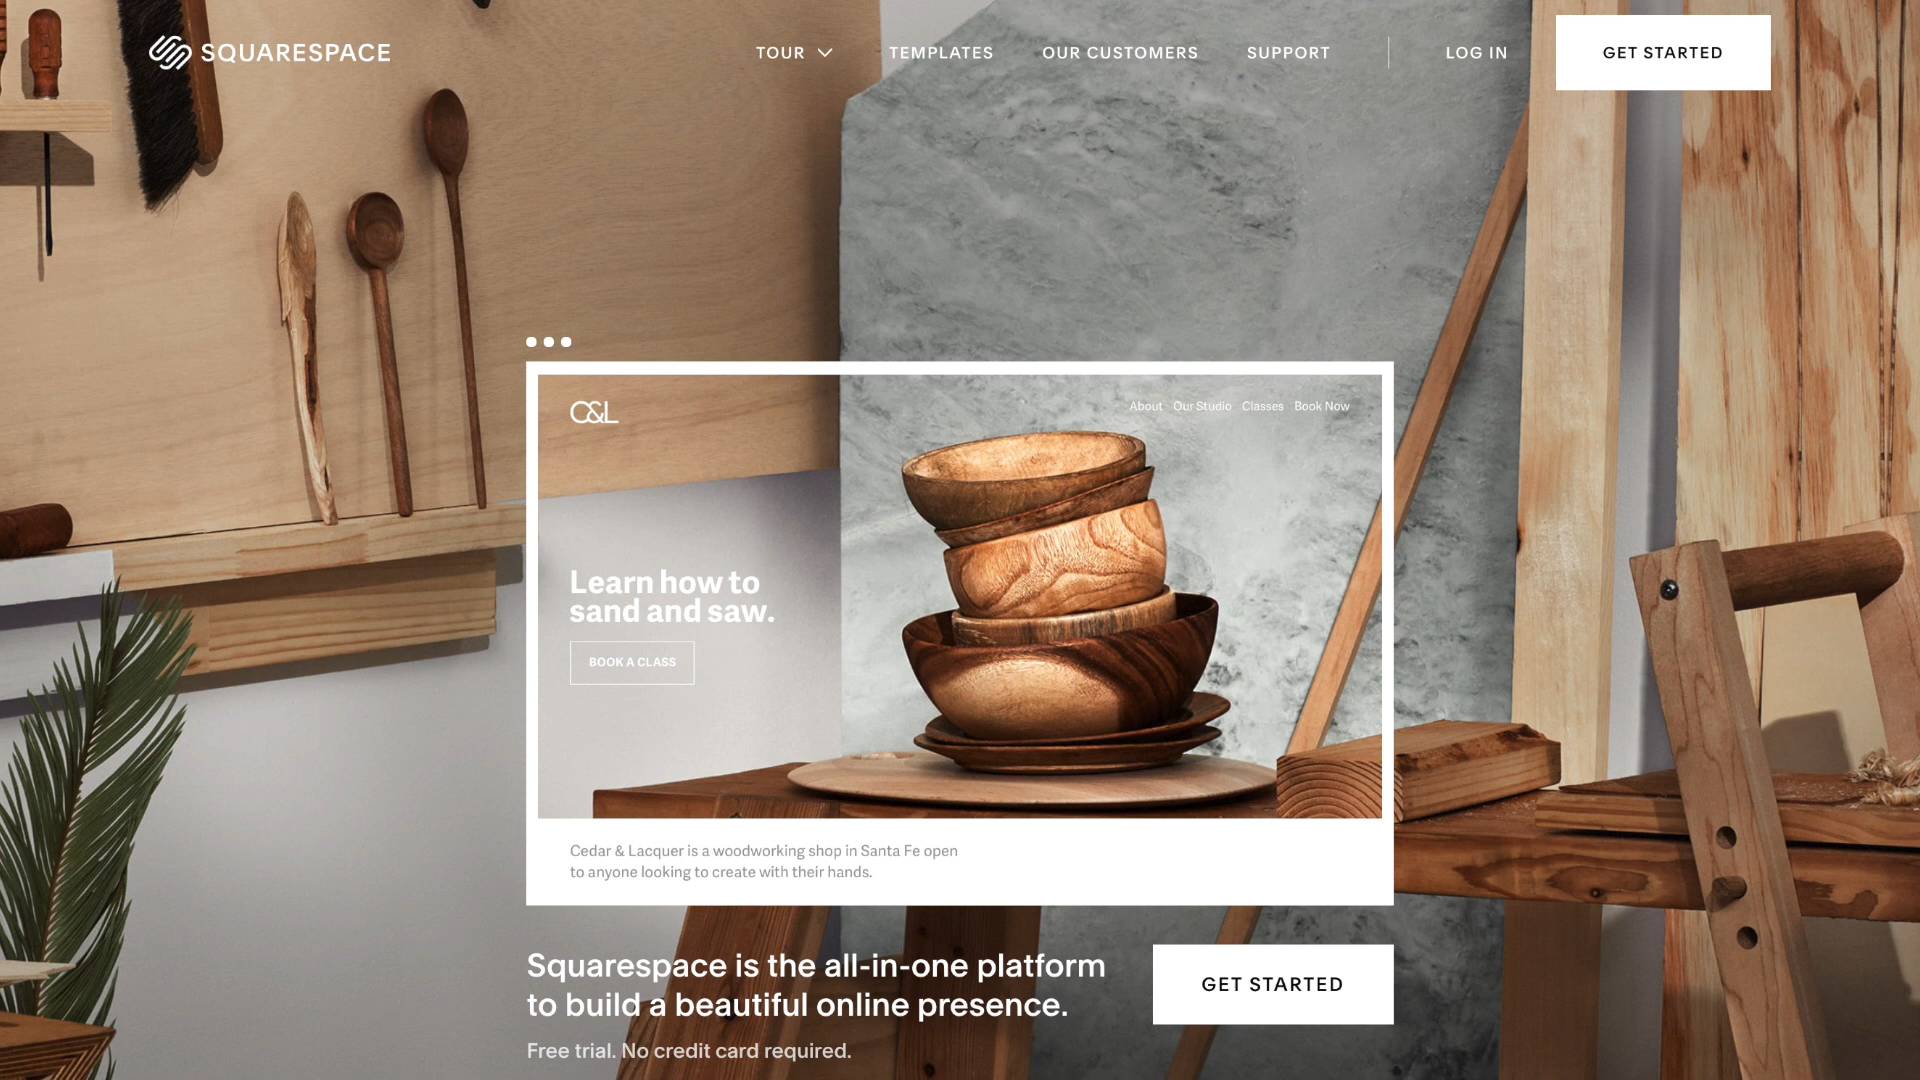 SQUARESPACE
TOUR
TEMPLATES
OUR CUSTOMERS
SUPPORT
LOG IN
GET STARTED
C&L
About
Our Studio
Classes
Book Now
Learn how to
sand and saw.
BOOK A CLASS
Cedar & Lacquer is a woodworking shop in Santa Fe open
to anyone looking to create with their hands.
Squarespace is the all-in-one platform
to build a beautiful online presence.
GET STARTED
Free trial. No credit card required.